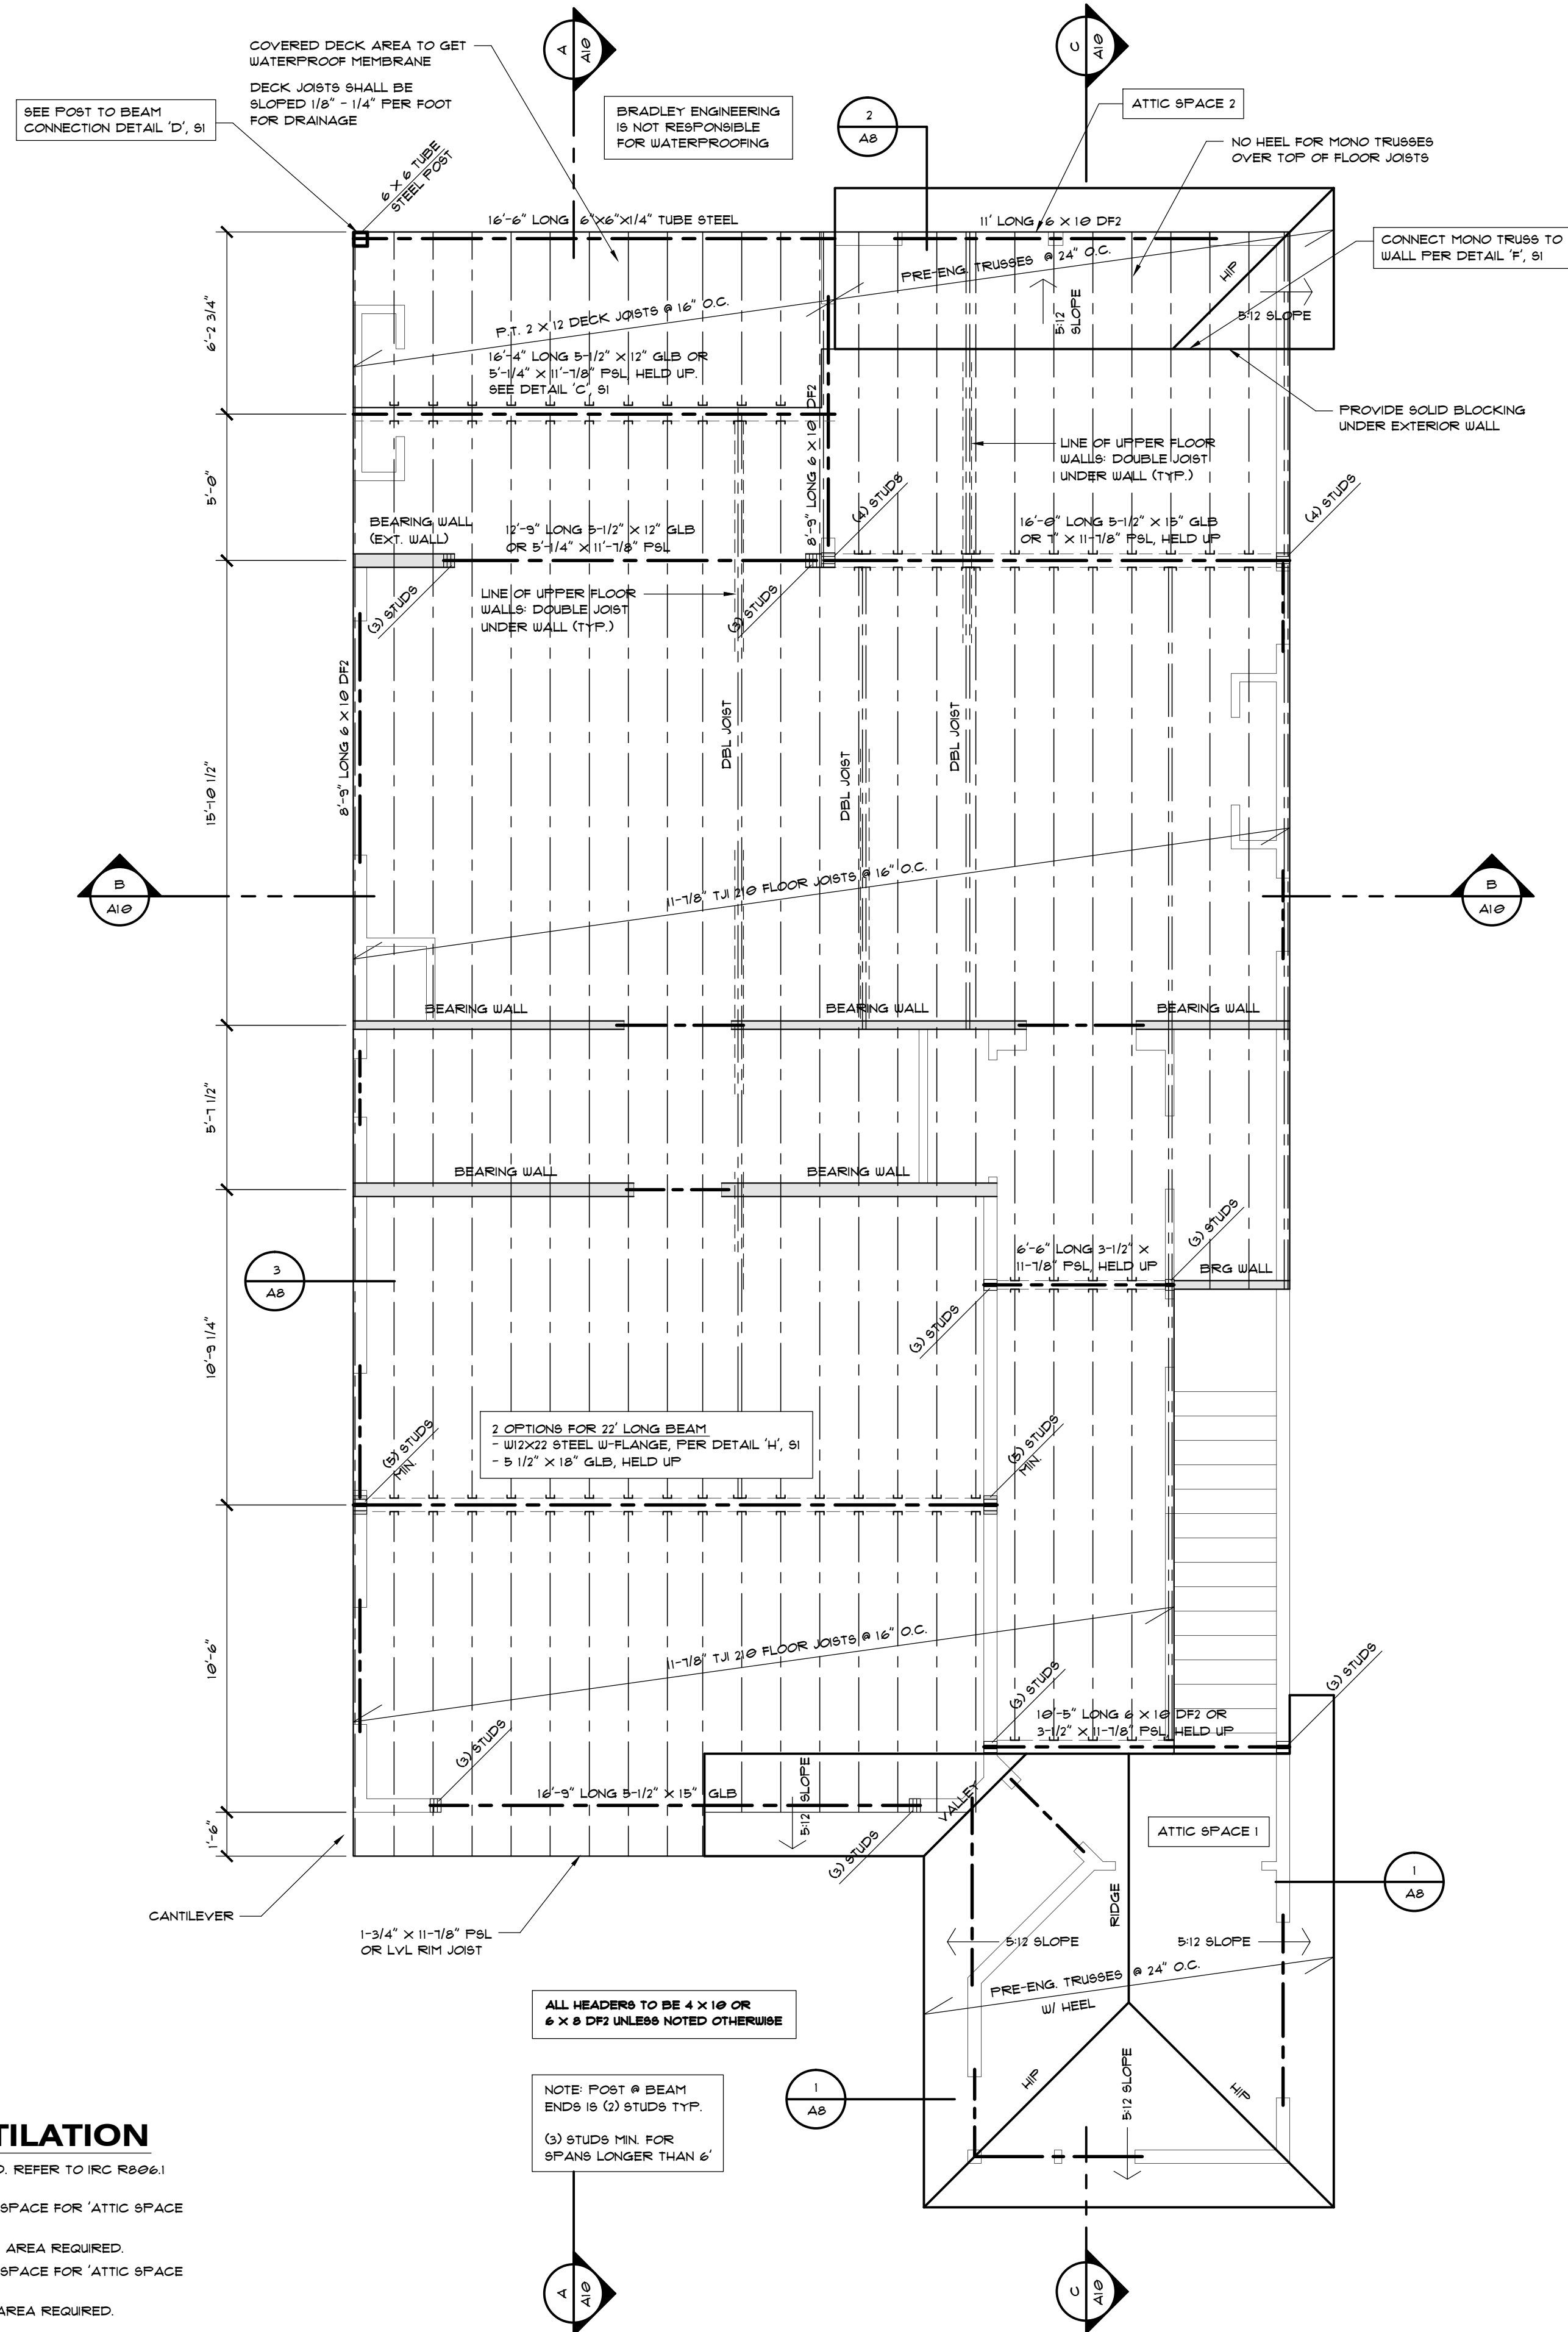 A
A10
C
A10
COVERED DECK AREA TO GET
WATERPROOF MEMBRANE
DECK JOISTS SHALL BE
SLOPED 1/8" - 1/4" PER FOOT
FOR DRAINAGE
SEE POST TO BEAM
CONNECTION DETAIL 'D', S1
BRADLEY ENGINEERING
IS NOT RESPONSIBLE
FOR WATERPROOFING
2
A8
ATTIC SPACE 2
NO HEEL FOR MONO TRUSSES
OVER TOP OF FLOOR JOISTS
6 X 6 TUBE
STEEL POST
16'-6" LONG 6"X6"X1/4" TUBE STEEL
11' LONG 6 X 10 DF2
CONNECT MONO TRUSS TO
WALL PER DETAIL 'F', S1
PRE-ENG. TRUSSES @ 24" O.C.
HIP
5:12 SLOPE
5:12 SLOPE
6'-2 3/4"
P.T. 2 X 12 DECK JOISTS @ 16" O.C.
16'-4" LONG 5-1/2" X 12" GLB OR
5'-1/4" X 11'-7/8" PSL, HELD UP.
SEE DETAIL 'C', S1
8'-9" LONG 6 X 10 DF2
PROVIDE SOLID BLOCKING
UNDER EXTERIOR WALL
LINE OF UPPER FLOOR
WALLS: DOUBLE JOIST
UNDER WALL (TYP.)
5'-0"
BEARING WALL
(EXT. WALL)
12'-9" LONG 5-1/2" X 12" GLB
OR 5'-1/4" X 11'-7/8" PSL
(4) STUDS
16'-0" LONG 5-1/2" X 15" GLB
OR 7" X 11-7/8" PSL, HELD UP
(4) STUDS
(3) STUDS
LINE OF UPPER FLOOR
WALLS: DOUBLE JOIST
UNDER WALL (TYP.)
(3) STUDS
8'-9" LONG 6 X 10 DF2
DBL JOIST
DBL JOIST
DBL JOIST
15'-10 1/2"
B
A10
11-7/8" TJI 210 FLOOR JOISTS @ 16" O.C.
B
A10
BEARING WALL
BEARING WALL
BEARING WALL
5'-7 1/2"
BEARING WALL
BEARING WALL
3
A8
6'-6" LONG 3-1/2" X
11-7/8" PSL, HELD UP
(3) STUDS
BRG WALL
(3) STUDS
10'-9 1/4"
2 OPTIONS FOR 22' LONG BEAM
- W12X22 STEEL W-FLANGE, PER DETAIL 'H', S1
- 5 1/2" X 18" GLB, HELD UP
(5) STUDS
MIN.
(5) STUDS
MIN.
10'-6"
11-7/8" TJI 210 FLOOR JOISTS @ 16" O.C.
(3) STUDS
(3) STUDS
(3) STUDS
10'-5" LONG 6 X 10 DF2 OR
3-1/2" X 11-7/8" PSL, HELD UP
16'-9" LONG 5-1/2" X 15" GLB
5:12 SLOPE
VALLEY
(3) STUDS
1'-6"
CANTILEVER
1-3/4" X 11-7/8" PSL
OR LVL RIM JOIST
ATTIC SPACE 1
RIDGE
1
A8
5:12 SLOPE
5:12 SLOPE
PRE-ENG. TRUSSES @ 24" O.C.
W/ HEEL
ALL HEADERS TO BE 4 X 10 OR
6 X 8 DF2 UNLESS NOTED OTHERWISE
NOTE: POST @ BEAM
ENDS IS (2) STUDS TYP.
(3) STUDS MIN. FOR
SPANS LONGER THAN 6'
1
A8
HIP
5:12 SLOPE
HIP
TILATION
D. REFER TO IRC R806.1
SPACE FOR 'ATTIC SPACE
AREA REQUIRED.
SPACE FOR 'ATTIC SPACE
AREA REQUIRED.
A
A10
C
A10